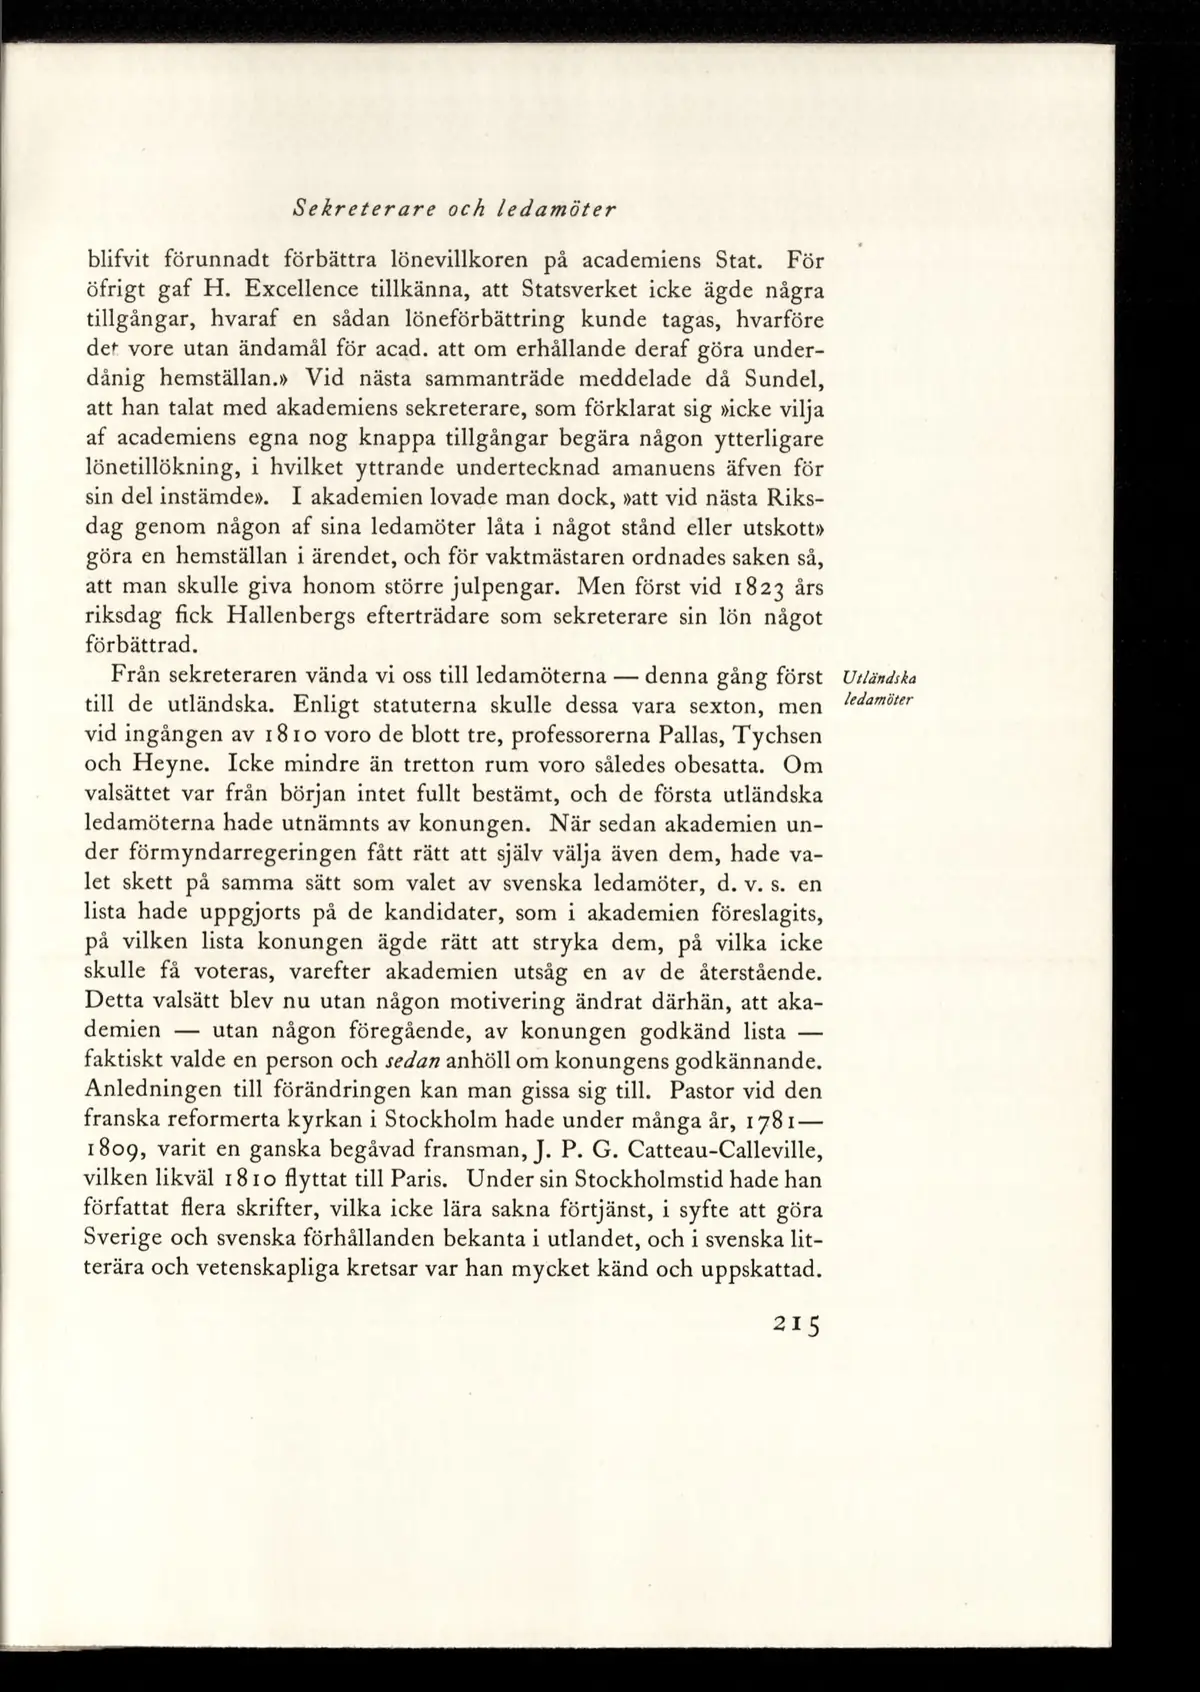 Sekreterare och ledamöter
blifvit förunnadt förbättra lönevillkoren på academiens Stat. För
öfrigt gaf H. Excellence tillkänna, att Statsverket icke ägde några
tillgångar, hvaraf en sådan löneförbättring kunde tagas, hvarföre
det vore utan ändamål för acad. att om erhållande deraf göra under-
dånig hemställan.» Vid nästa sammanträde meddelade då Sundel,
att han talat med akademiens sekreterare, som förklarat sig »icke vilja
af academiens egna nog knappa tillgångar begära någon ytterligare
lönetillökning, i hvilket yttrande undertecknad amanuens äfven för
sin del instämde». I akademien lovade man dock, »att vid nästa Riks-
dag genom någon af sina ledamöter låta i något stånd eller utskott»
göra en hemställan i ärendet, och för vaktmästaren ordnades saken så,
att man skulle giva honom större julpengar. Men först vid 1823 års
riksdag fick Hallenbergs efterträdare som sekreterare sin lön något
förbättrad.
Från sekreteraren vända vi oss till ledamöterna — denna gång först
Utländska
ledamöter
till de utländska. Enligt statuterna skulle dessa vara sexton, men
vid ingången av 1810 voro de blott tre, professorerna Pallas, Tychsen
och Heyne. Icke mindre än tretton rum voro således obesatta. Om
valsättet var från början intet fullt bestämt, och de första utländska
ledamöterna hade utnämnts av konungen. När sedan akademien un-
der förmyndarregeringen fått rätt att själv välja även dem, hade va-
let skett på samma sätt som valet av svenska ledamöter, d. v. s. en
lista hade uppgjorts på de kandidater, som i akademien föreslagits,
på vilken lista konungen ägde rätt att stryka dem, på vilka icke
skulle få voteras, varefter akademien utsåg en av de återstående.
Detta valsätt blev nu utan någon motivering ändrat därhän, att aka-
demien — utan någon föregående, av konungen godkänd lista —
faktiskt valde en person och sedan anhöll om konungens godkännande.
Anledningen till förändringen kan man gissa sig till. Pastor vid den
franska reformerta kyrkan i Stockholm hade under många år, 1781—
1809, varit en ganska begåvad fransman, J. P. G. Catteau-Calleville,
vilken likväl 1810 flyttat till Paris. Under sin Stockholmstid hade han
författat flera skrifter, vilka icke lära sakna förtjänst, i syfte att göra
Sverige och svenska förhållanden bekanta i utlandet, och i svenska lit-
terära och vetenskapliga kretsar var han mycket känd och uppskattad.
215